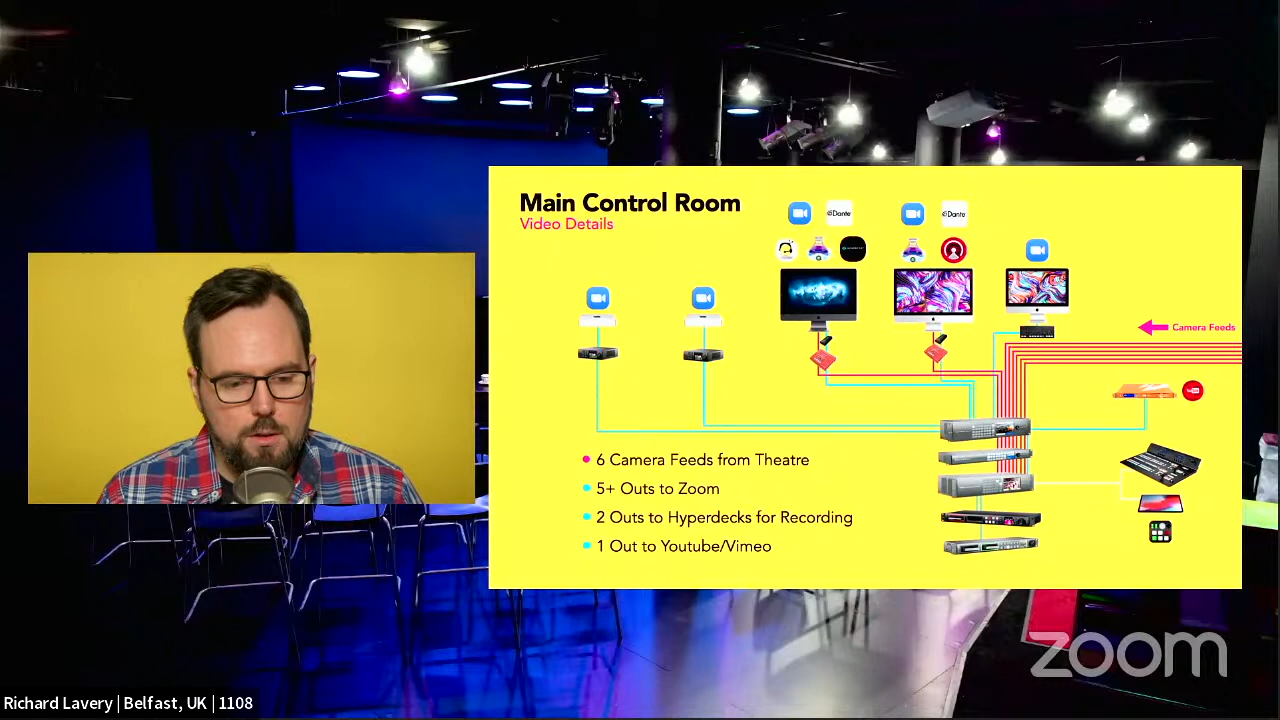 Main Control Room
Video Details
Dante
Dante
Camera Feeds
YouTube
6 Camera Feeds from Theatre
5+ Outs to Zoom
2 Outs to Hyperdecks for Recording
1 Out to Youtube/Vimeo
zoom
Richard Lavery | Belfast, UK | 1108